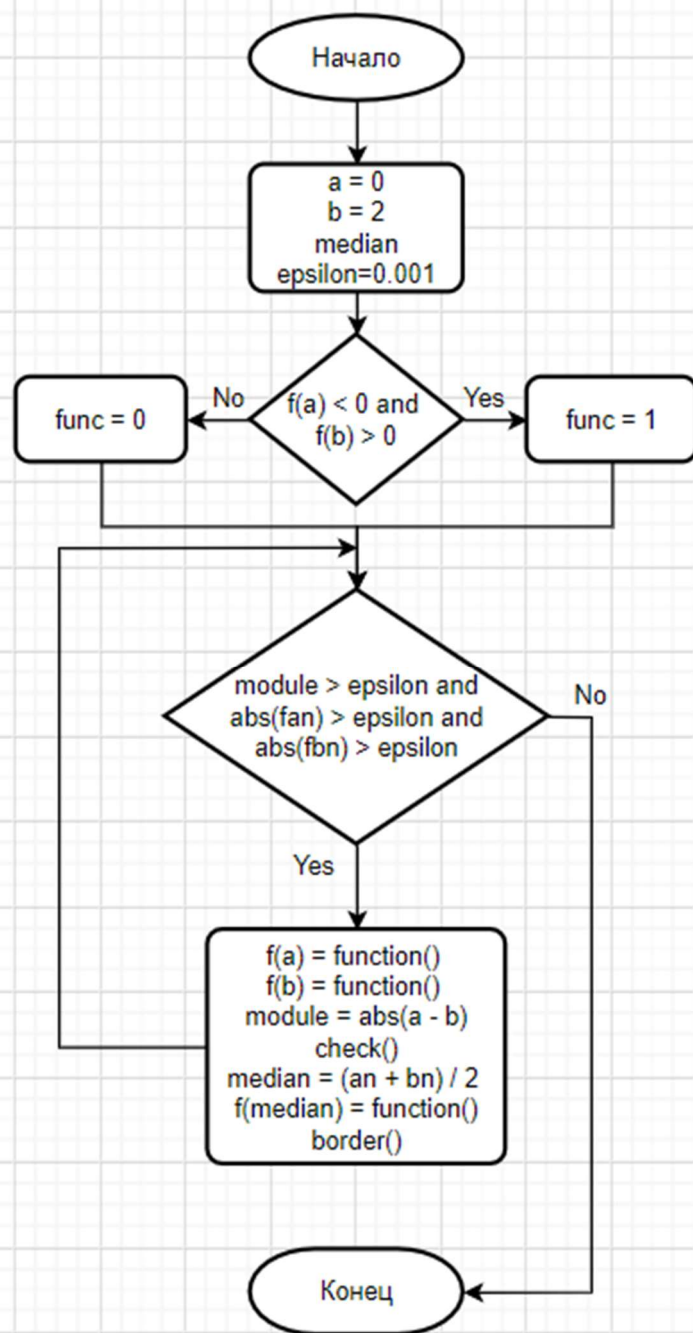 Начало
a = 0
b = 2
median
epsilon=0.001
No
f(a) < 0 and
f(b) > 0
Yes
func = 0
func = 1
module > epsilon and
abs(fan) > epsilon and
abs(fbn) > epsilon
No
Yes
f(a) = function()
f(b) = function()
module = abs(a - b)
check()
median = (an + bn) / 2
f(median) = function()
border()
Конец